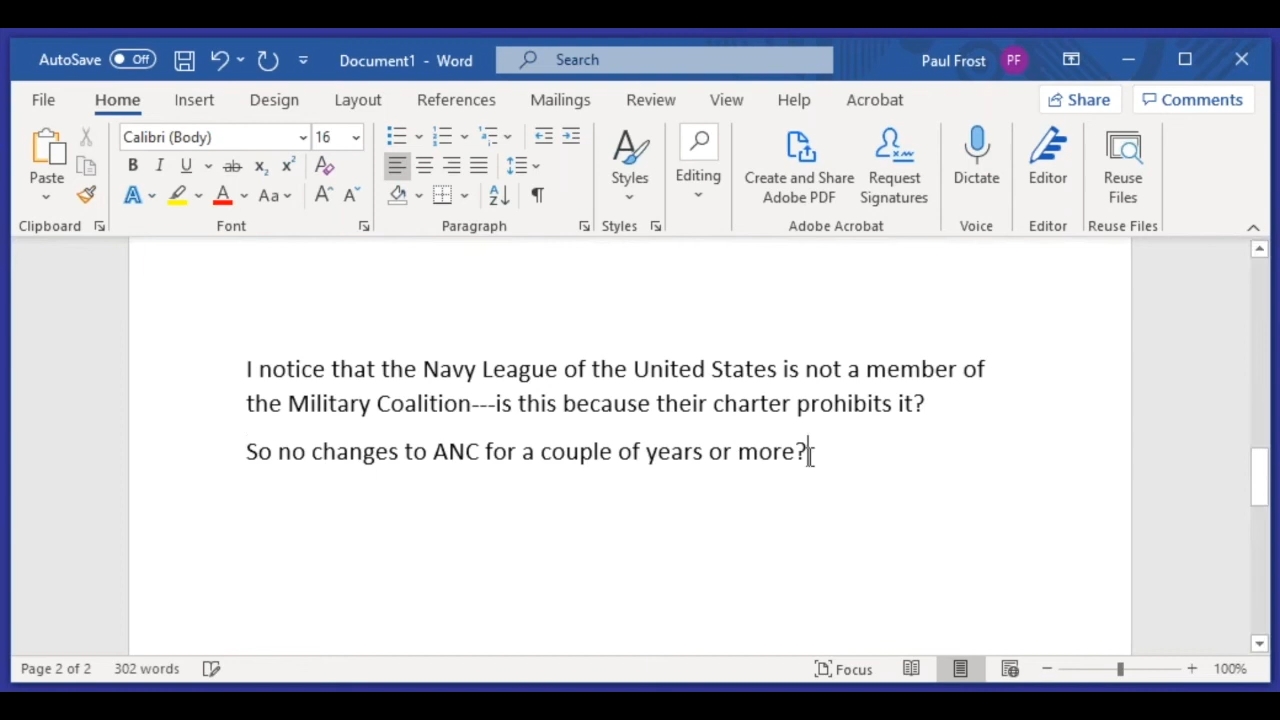 AutoSave Off Document1 - Word Search Paul Frost PF
File Home Insert Design Layout References Mailings Review View Help Acrobat Share Comments
Calibri (Body) 16
Paste
B I U ab x₂ x² A
A A Aa A A
Styles
Editing
Create and Share Adobe PDF
Request Signatures
Dictate
Editor
Reuse Files
Clipboard Font Paragraph Styles Adobe Acrobat Voice Editor Reuse Files
I notice that the Navy League of the United States is not a member of
the Military Coalition---is this because their charter prohibits it?
So no changes to ANC for a couple of years or more?
Page 2 of 2 302 words Focus 100%